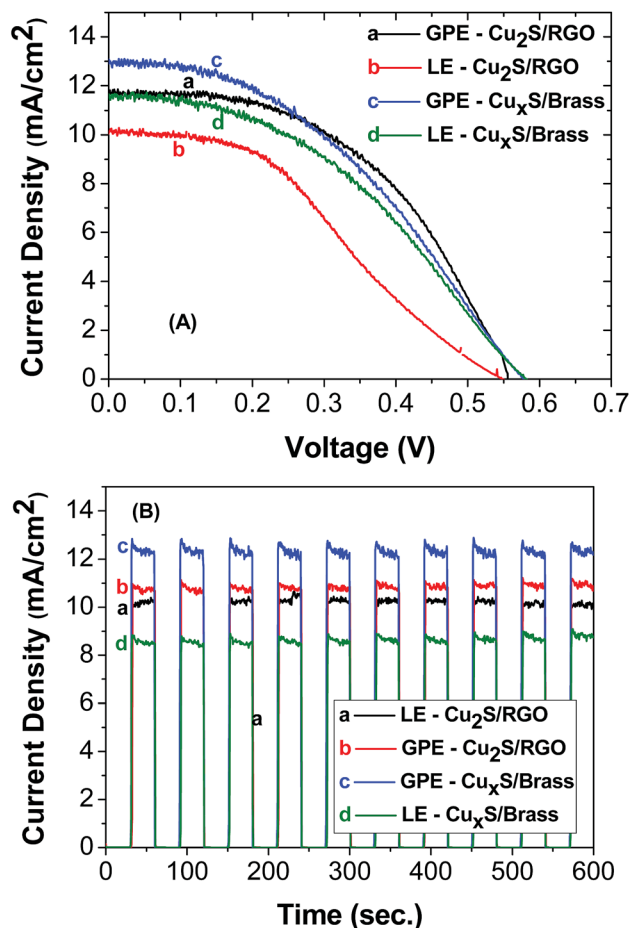 a GPE - Cu2S/RGO
b LE - Cu2S/RGO
c GPE - CuxS/Brass
d LE - CuxS/Brass
c
a
d
b
(A)
14
12
10
8
6
4
2
0
Current Density (mA/cm2)
0.0 0.1 0.2 0.3 0.4 0.5 0.6 0.7
Voltage (V)
(B)
c
b
a
d
a
a LE - Cu2S/RGO
b GPE - Cu2S/RGO
c GPE - CuxS/Brass
d LE - CuxS/Brass
14
12
10
8
6
4
2
0
Current Density (mA/cm2)
0 100 200 300 400 500 600
Time (sec.)